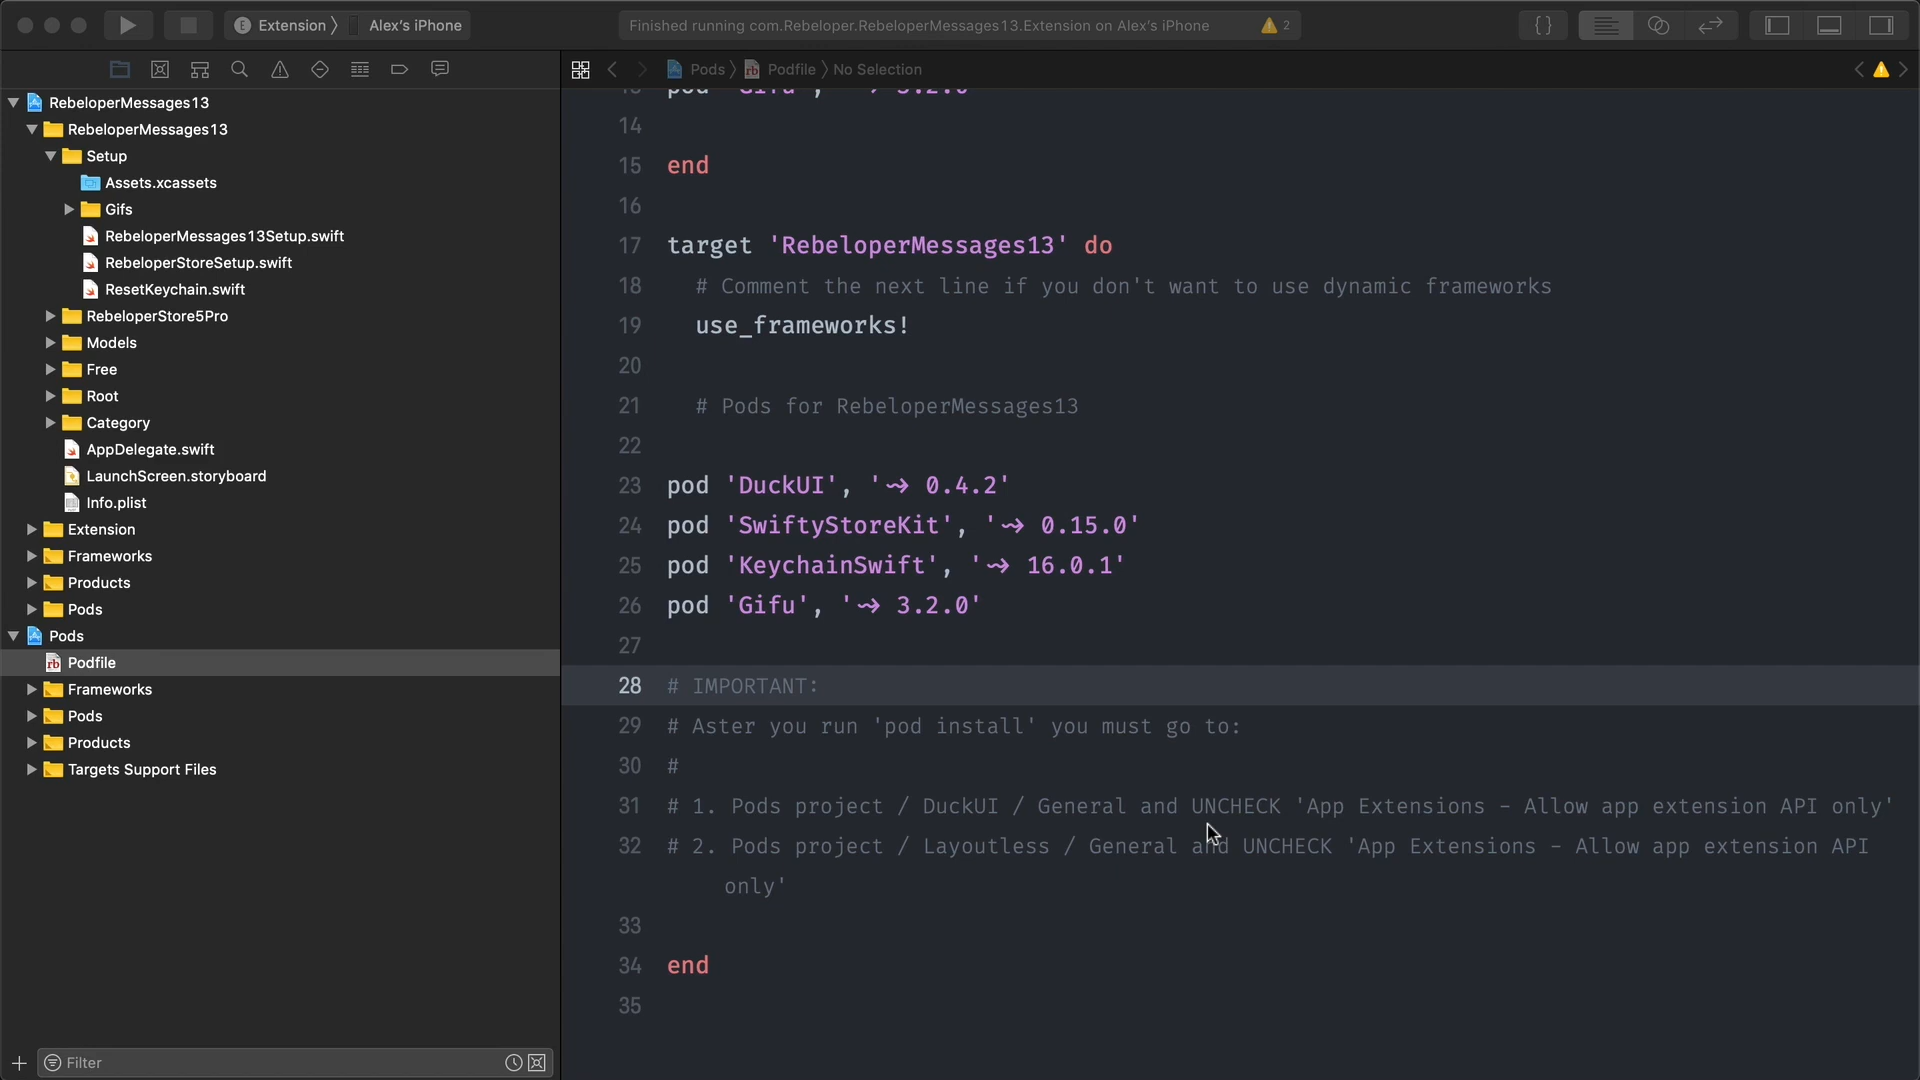 Extension 〉 Alex's iPhone
Finished running com.Rebeloper.RebeloperMessages13.Extension on Alex's iPhone
2
{ }
Pods 〉 Podfile 〉 No Selection
RebeloperMessages13
RebeloperMessages13
Setup
Assets.xcassets
Gifs
RebeloperMessages13Setup.swift
RebeloperStoreSetup.swift
ResetKeychain.swift
RebeloperStore5Pro
Models
Free
Root
Category
AppDelegate.swift
LaunchScreen.storyboard
Info.plist
Extension
Frameworks
Products
Pods
Pods
Podfile
Frameworks
Pods
Products
Targets Support Files
Filter
13 pod 'Gifu', '~> 3.2.0'
14
15 end
16
17 target 'RebeloperMessages13' do
18 # Comment the next line if you don't want to use dynamic frameworks
19 use_frameworks!
20
21 # Pods for RebeloperMessages13
22
23 pod 'DuckUI', '~> 0.4.2'
24 pod 'SwiftyStoreKit', '~> 0.15.0'
25 pod 'KeychainSwift', '~> 16.0.1'
26 pod 'Gifu', '~> 3.2.0'
27
28 # IMPORTANT:
29 # Aster you run 'pod install' you must go to:
30 #
31 # 1. Pods project / DuckUI / General and UNCHECK 'App Extensions - Allow app extension API only'
32 # 2. Pods project / Layoutless / General and UNCHECK 'App Extensions - Allow app extension API
only'
33
34 end
35